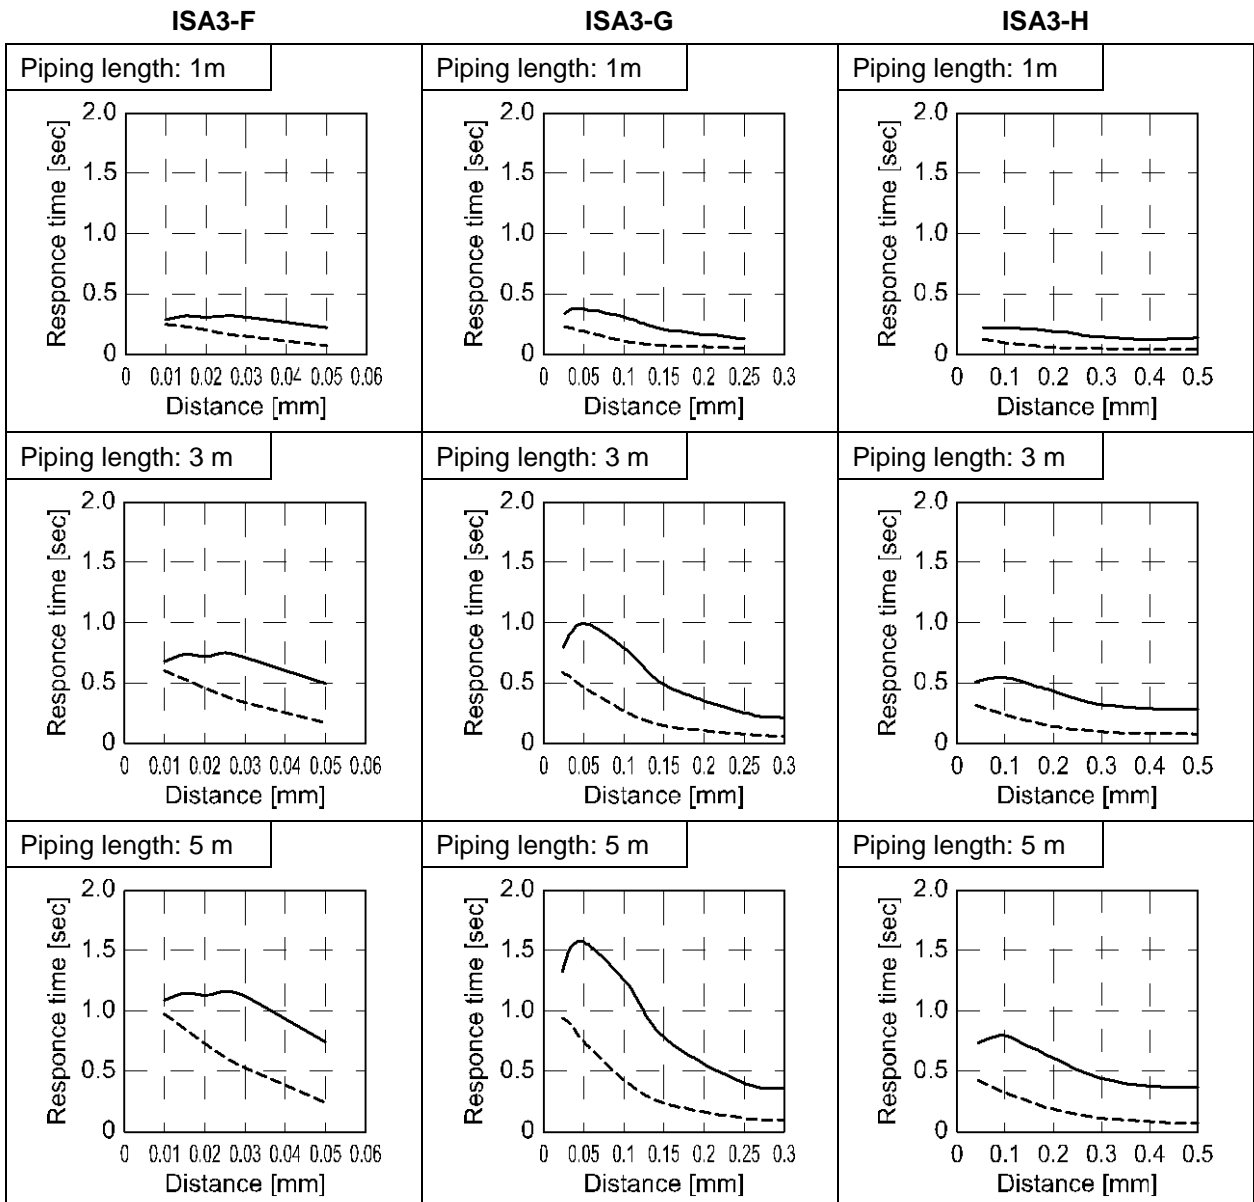 ISA3-F ISA3-G ISA3-H
Piping length: 1m
Responce time [sec]
2.0
1.5
1.0
0.5
0
0 0.01 0.02 0.03 0.04 0.05 0.06
Distance [mm]
Piping length: 1m
Responce time [sec]
2.0
1.5
1.0
0.5
0
0 0.05 0.1 0.15 0.2 0.25 0.3
Distance [mm]
Piping length: 1m
Responce time [sec]
2.0
1.5
1.0
0.5
0
0 0.1 0.2 0.3 0.4 0.5
Distance [mm]
Piping length: 3 m
Responce time [sec]
2.0
1.5
1.0
0.5
0
0 0.01 0.02 0.03 0.04 0.05 0.06
Distance [mm]
Piping length: 3 m
Responce time [sec]
2.0
1.5
1.0
0.5
0
0 0.05 0.1 0.15 0.2 0.25 0.3
Distance [mm]
Piping length: 3 m
Responce time [sec]
2.0
1.5
1.0
0.5
0
0 0.1 0.2 0.3 0.4 0.5
Distance [mm]
Piping length: 5 m
Responce time [sec]
2.0
1.5
1.0
0.5
0
0 0.01 0.02 0.03 0.04 0.05 0.06
Distance [mm]
Piping length: 5 m
Responce time [sec]
2.0
1.5
1.0
0.5
0
0 0.05 0.1 0.15 0.2 0.25 0.3
Distance [mm]
Piping length: 5 m
Responce time [sec]
2.0
1.5
1.0
0.5
0
0 0.1 0.2 0.3 0.4 0.5
Distance [mm]